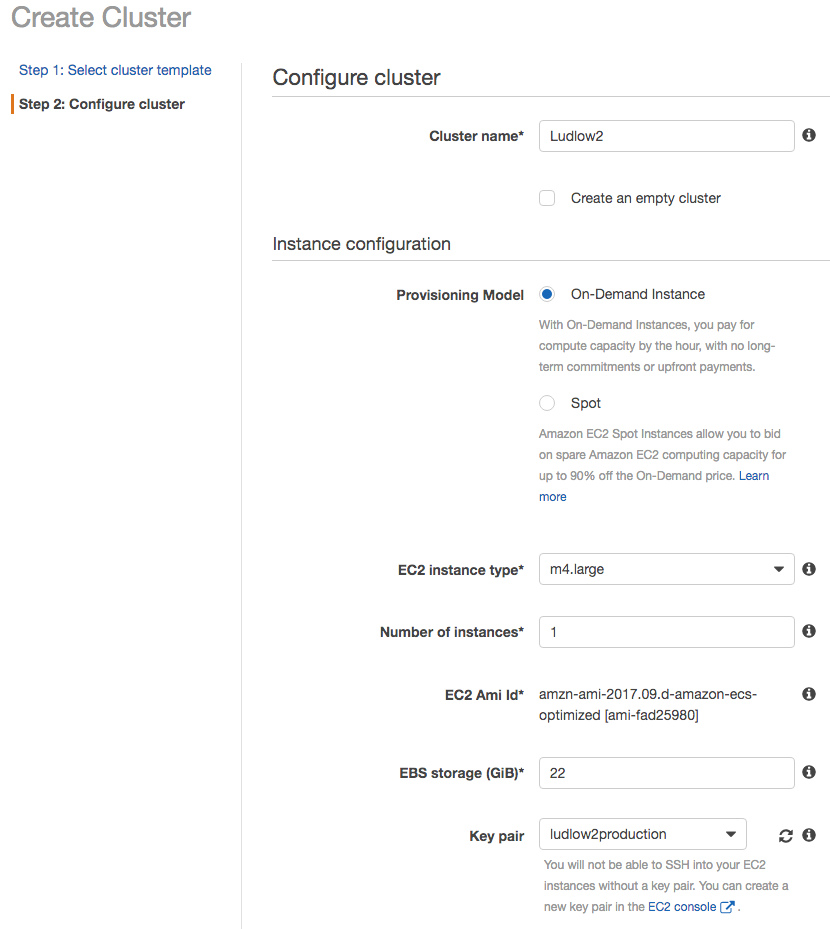 Create Cluster
Step 1: Select cluster template
Step 2: Configure cluster
Configure cluster
Cluster name* Ludlow2
Create an empty cluster
Instance configuration
Provisioning Model On-Demand Instance
With On-Demand Instances, you pay for
compute capacity by the hour, with no long-
term commitments or upfront payments.
Spot
Amazon EC2 Spot Instances allow you to bid
on spare Amazon EC2 computing capacity for
up to 90% off the On-Demand price. Learn
more
EC2 instance type* m4.large
Number of instances* 1
EC2 Ami Id* amzn-ami-2017.09.d-amazon-ecs-
optimized [ami-fad25980]
EBS storage (GiB)* 22
Key pair ludlow2production
You will not be able to SSH into your EC2
instances without a key pair. You can create a
new key pair in the EC2 console .